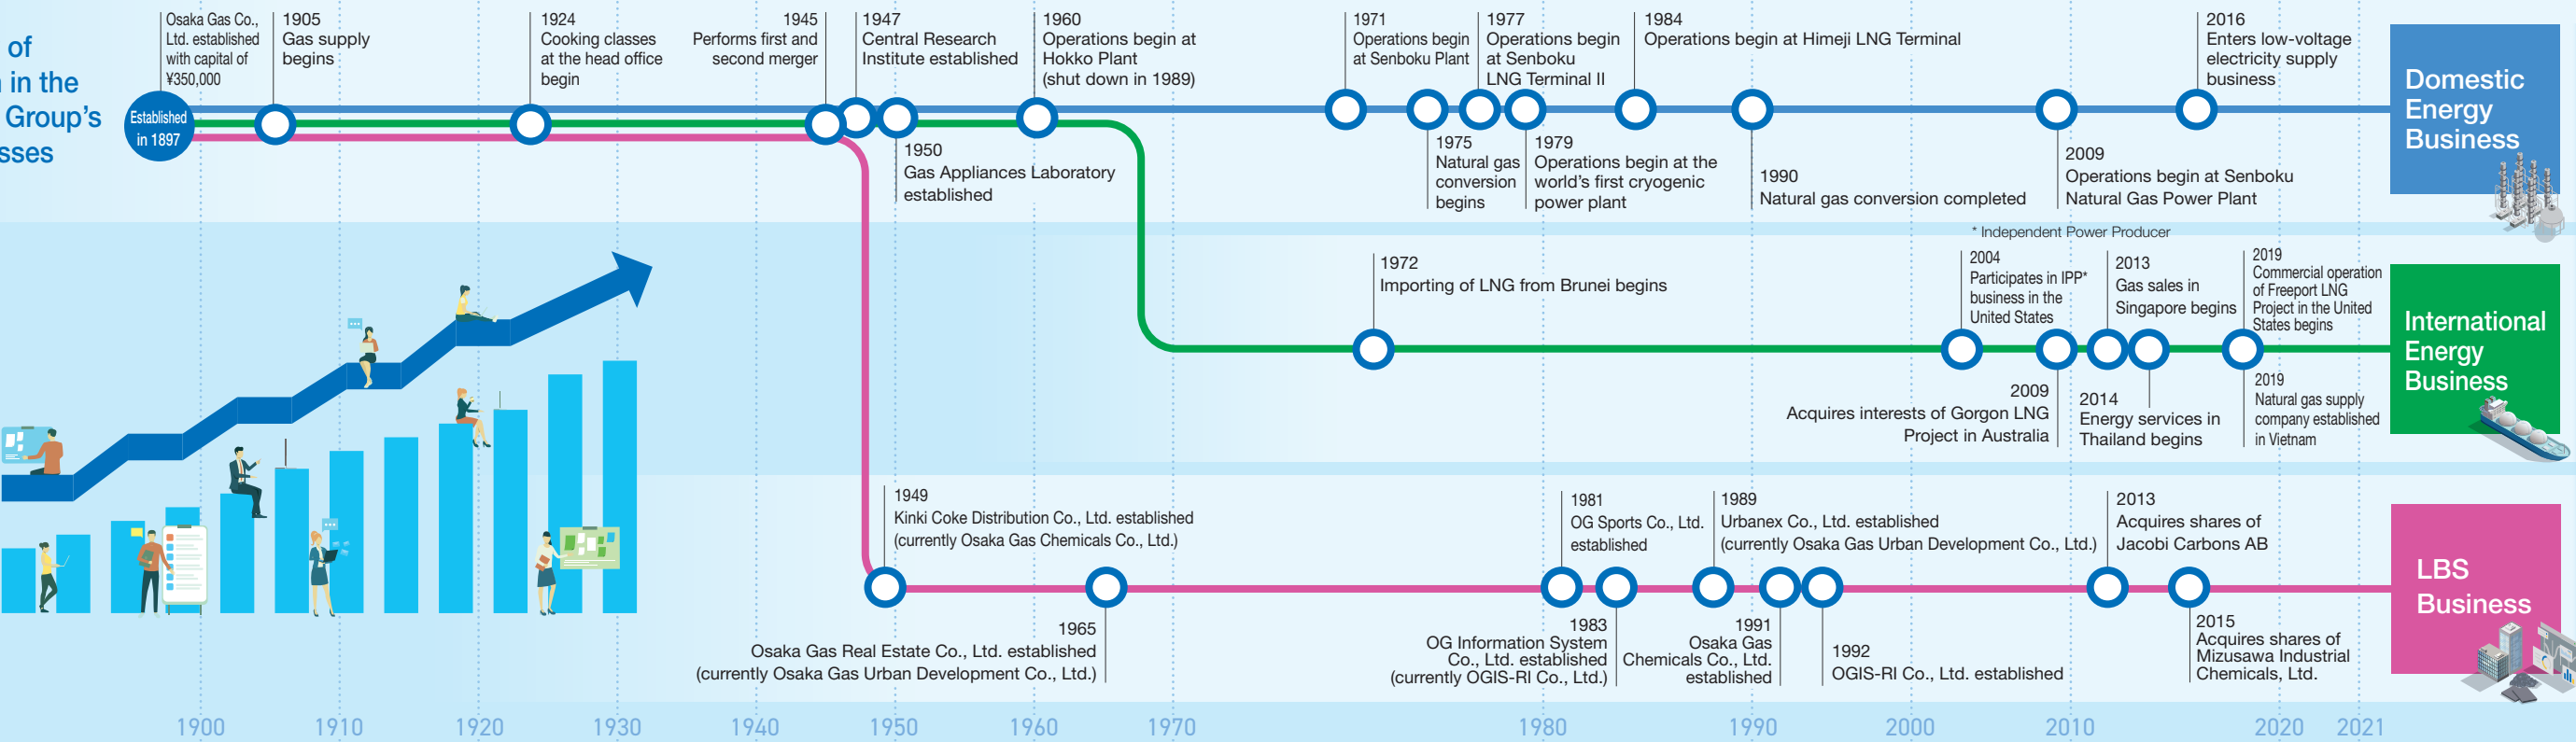 of
in the
Group's
sses
Osaka Gas Co.,
Ltd. established
with capital of
¥350,000
Established
in 1897
1905
Gas supply
begins
1924
Cooking classes
at the head office
begin
1945
Performs first and
second merger
1947
Central Research
Institute established
1950
Gas Appliances Laboratory
established
1960
Operations begin at
Hokko Plant
(shut down in 1989)
1971
Operations begin
at Senboku Plant
1975
Natural gas
conversion
begins
1977
Operations begin
at Senboku
LNG Terminal II
1979
Operations begin at the
world's first cryogenic
power plant
1984
Operations begin at Himeji LNG Terminal
1990
Natural gas conversion completed
2009
Operations begin at Senboku
Natural Gas Power Plant
2016
Enters low-voltage
electricity supply
business
Domestic
Energy
Business
* Independent Power Producer
1972
Importing of LNG from Brunei begins
2004
Participates in IPP*
business in the
United States
2009
Acquires interests of Gorgon LNG
Project in Australia
2013
Gas sales in
Singapore begins
2014
Energy services in
Thailand begins
2019
Commercial operation
of Freeport LNG
Project in the United
States begins
2019
Natural gas supply
company established
in Vietnam
International
Energy
Business
1949
Kinki Coke Distribution Co., Ltd. established
(currently Osaka Gas Chemicals Co., Ltd.)
1965
Osaka Gas Real Estate Co., Ltd. established
(currently Osaka Gas Urban Development Co., Ltd.)
1981
OG Sports Co., Ltd.
established
1983
OG Information System
Co., Ltd. established
(currently OGIS-RI Co., Ltd.)
1989
Urbanex Co., Ltd. established
(currently Osaka Gas Urban Development Co., Ltd.)
1991
Osaka Gas
Chemicals Co., Ltd.
established
1992
OGIS-RI Co., Ltd. established
2013
Acquires shares of
Jacobi Carbons AB
2015
Acquires shares of
Mizusawa Industrial
Chemicals, Ltd.
LBS
Business
1900
1910
1920
1930
1940
1950
1960
1970
1980
1990
2000
2010
2020
2021